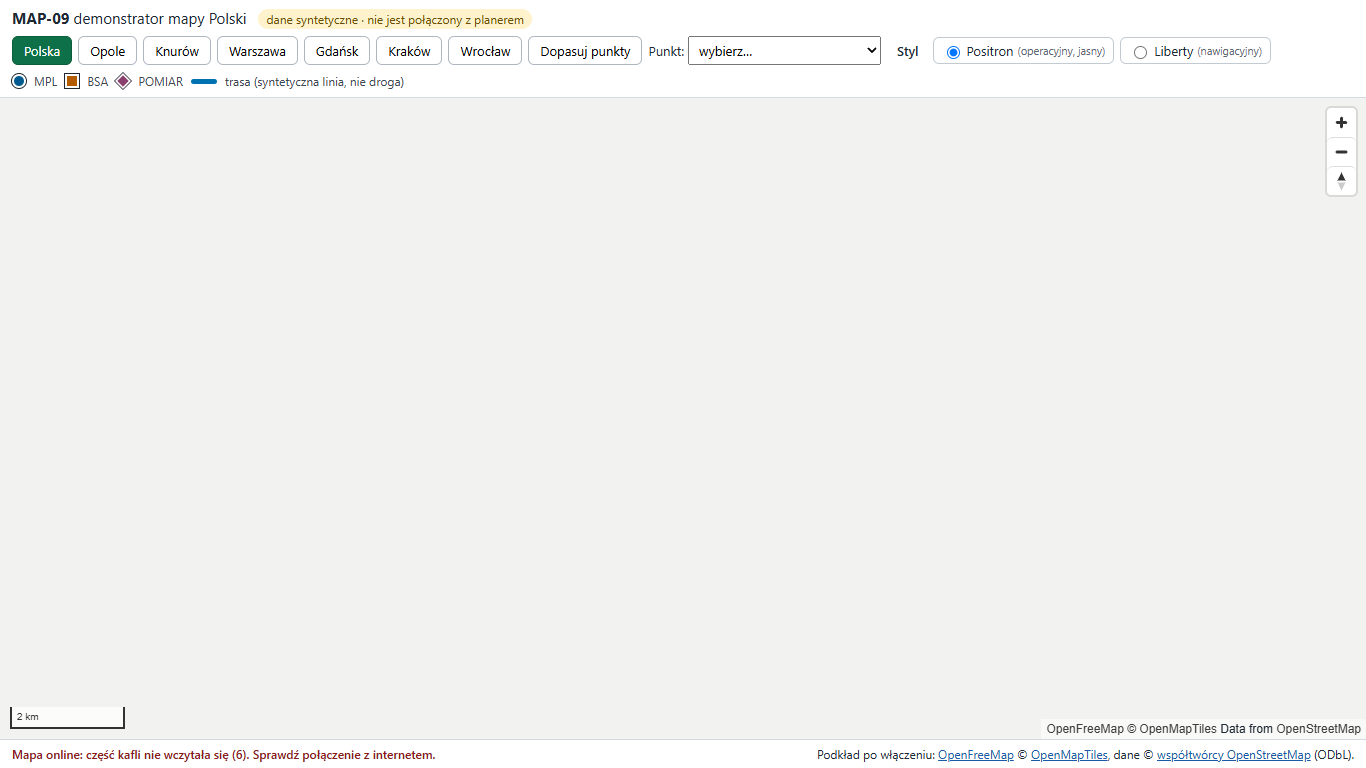 MAP-09 demonstrator mapy Polski dane syntetyczne · nie jest połączony z planerem
Polska Opole Knurów Warszawa Gdańsk Kraków Wrocław Dopasuj punkty Punkt: wybierz... Styl Positron (operacyjny, jasny) Liberty (nawigacyjny)
MPL BSA POMIAR trasa (syntetyczna linia, nie droga)
2 km
OpenFreeMap © OpenMapTiles Data from OpenStreetMap
Mapa online: część kafli nie wczytała się (6). Sprawdź połączenie z internetem. Podkład po włączeniu: OpenFreeMap © OpenMapTiles, dane © współtwórcy OpenStreetMap (ODbL).